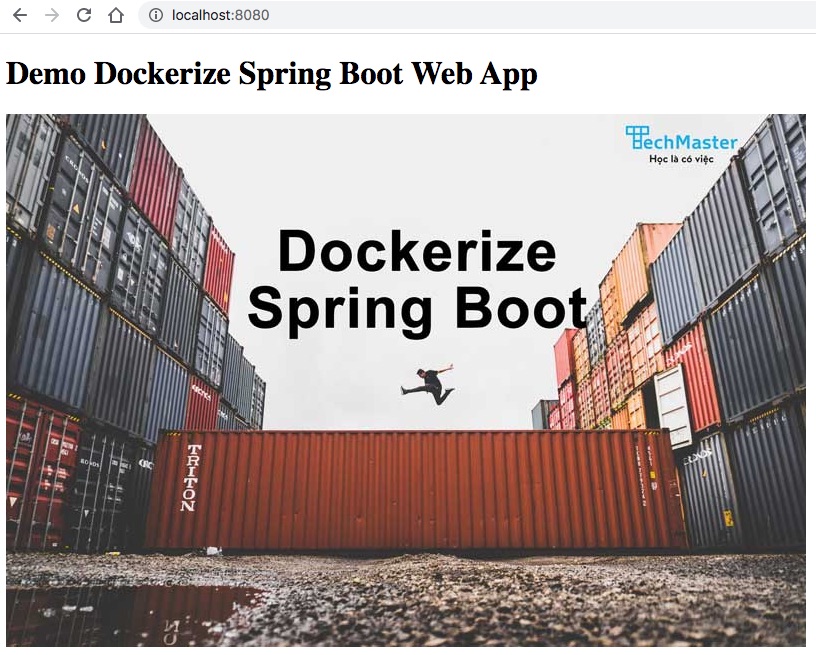 localhost:8080
Demo Dockerize Spring Boot Web App
TechMaster
Học là có việc
Dockerize
Spring Boot
TRITON